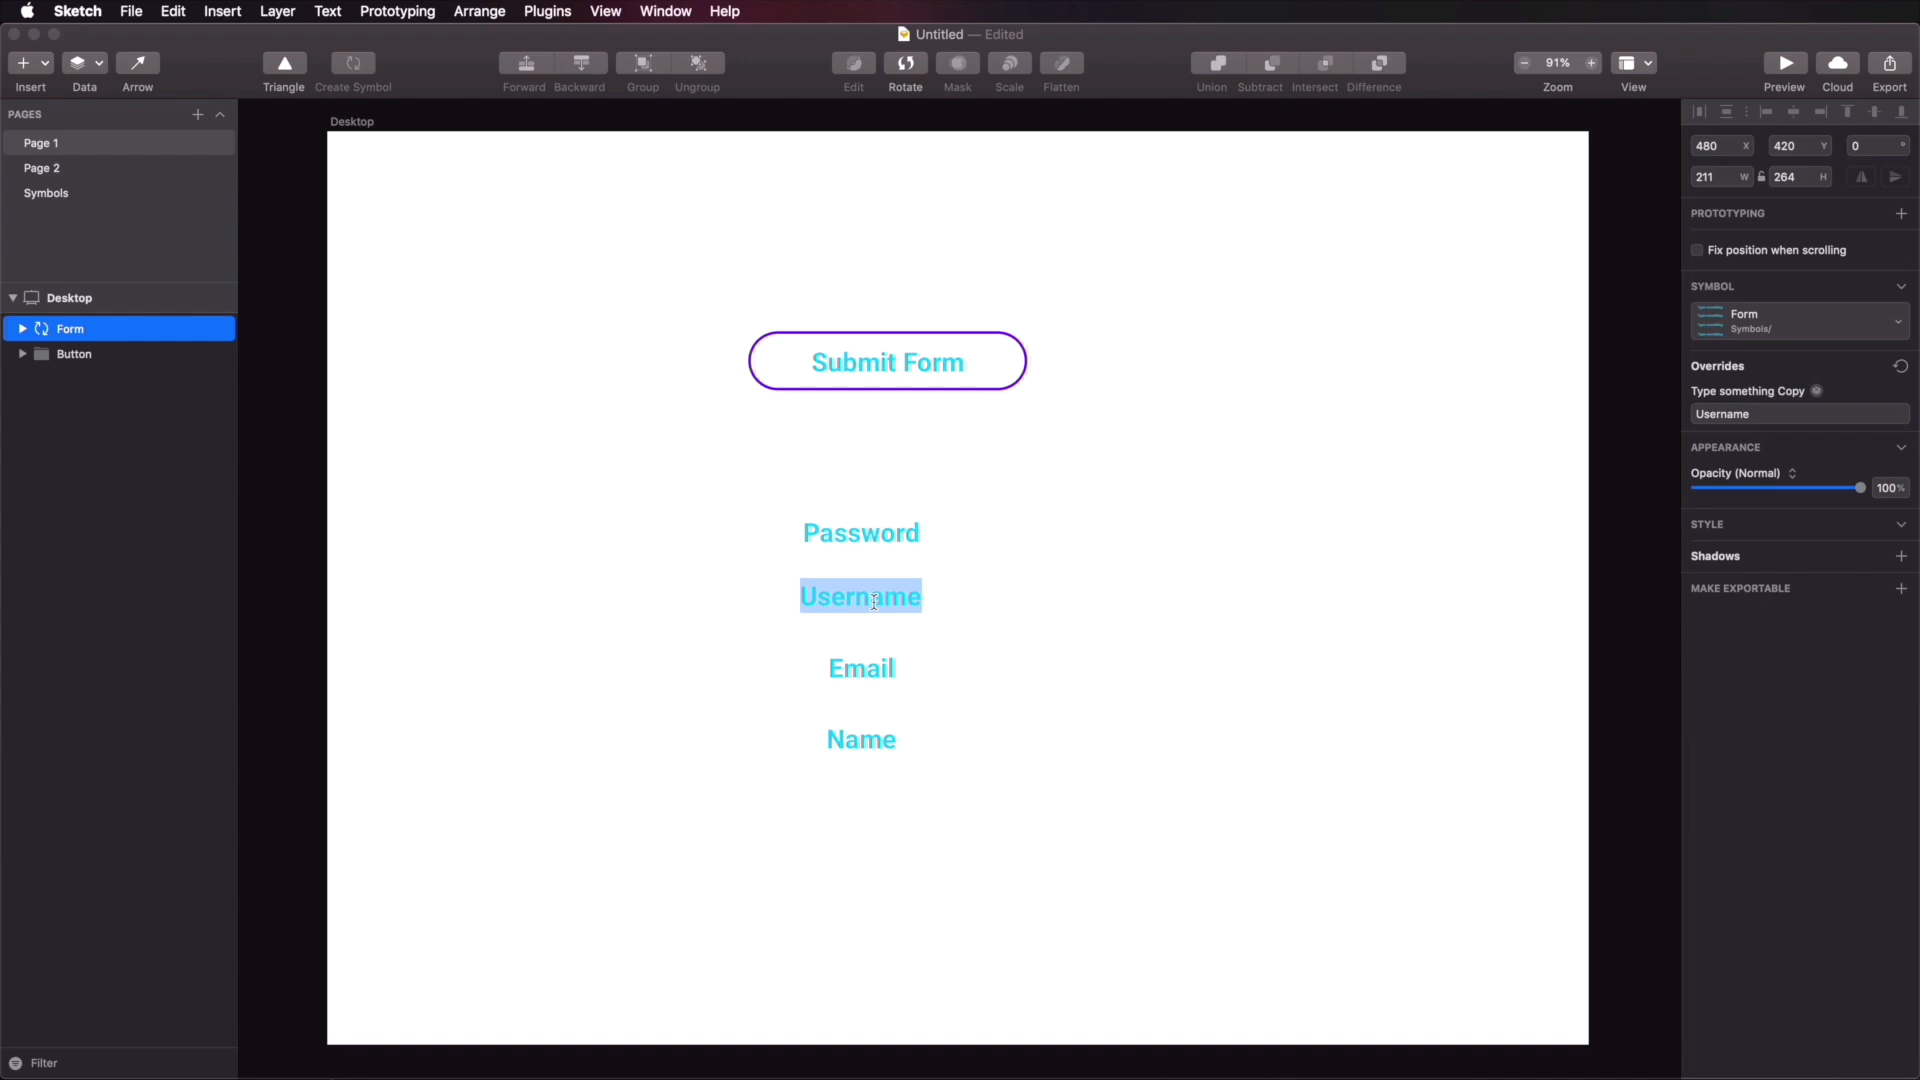 Sketch File Edit Insert Layer Text Prototyping Arrange Plugins View Window Help
Untitled — Edited
91%
Insert Data Arrow Triangle Create Symbol Forward Backward Group Ungroup Edit Rotate Mask Scale Flatten Union Subtract Intersect Difference Zoom View Preview Cloud Export
PAGES
Page 1
Page 2
Symbols
Desktop
Form
Button
Filter
Desktop
Submit Form
Password
Username
Email
Name
480 X 420 Y 0 °
211 W 264 H
PROTOTYPING
Fix position when scrolling
SYMBOL
Form
Symbols/
Overrides
Type something Copy
Username
APPEARANCE
Opacity (Normal)
100%
STYLE
Shadows
MAKE EXPORTABLE